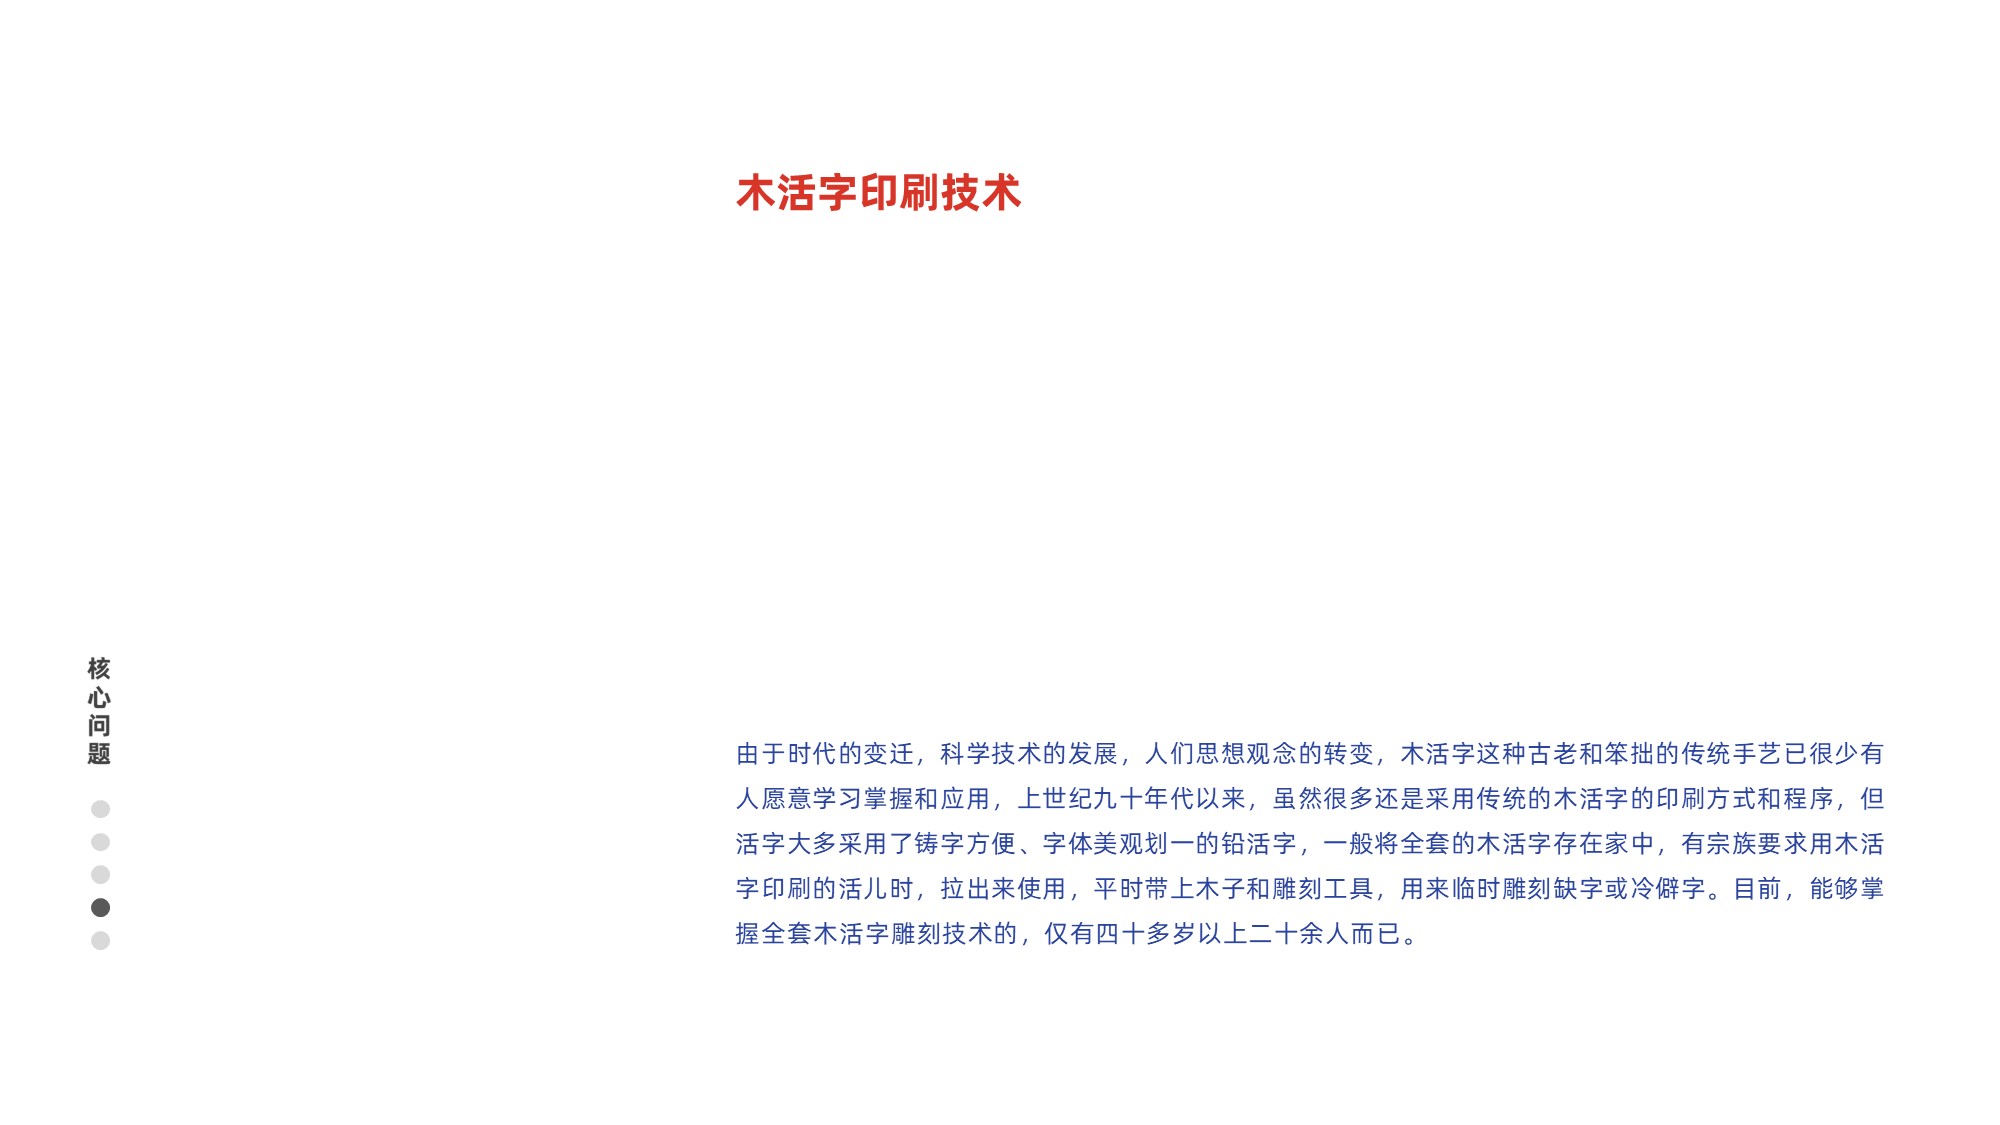 木活字印刷技术
核心问题
由于时代的变迁，科学技术的发展，人们思想观念的转变，木活字这种古老和笨拙的传统手艺已很少有
人愿意学习掌握和应用，上世纪九十年代以来，虽然很多还是采用传统的木活字的印刷方式和程序，但
活字大多采用了铸字方便、字体美观划一的铅活字，一般将全套的木活字存在家中，有宗族要求用木活
字印刷的活儿时，拉出来使用，平时带上木子和雕刻工具，用来临时雕刻缺字或冷僻字。目前，能够掌
握全套木活字雕刻技术的，仅有四十多岁以上二十余人而已。